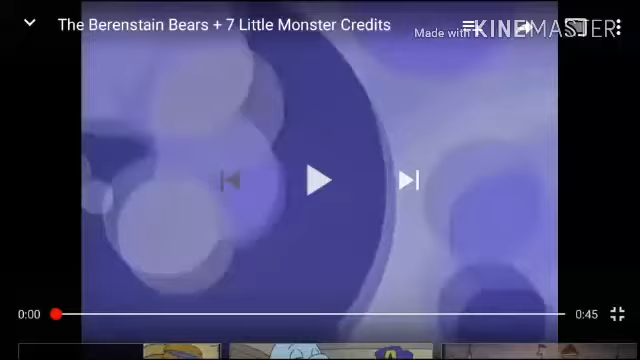 The Berenstain Bears + 7 Little Monster Credits
Made with KINEMASTER
0:00
0:45